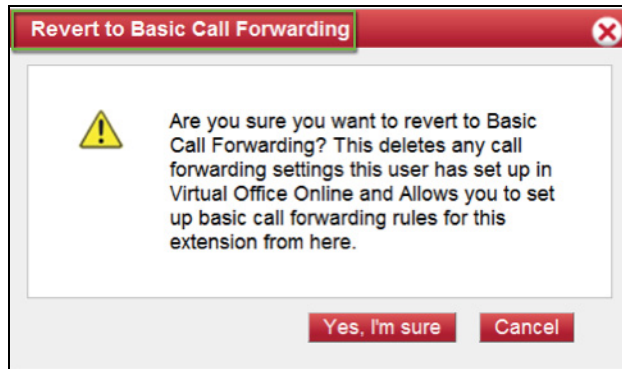 Revert to Basic Call Forwarding
Are you sure you want to revert to Basic
Call Forwarding? This deletes any call
forwarding settings this user has set up in
Virtual Office Online and Allows you to set
up basic call forwarding rules for this
extension from here.
Yes, I'm sure Cancel